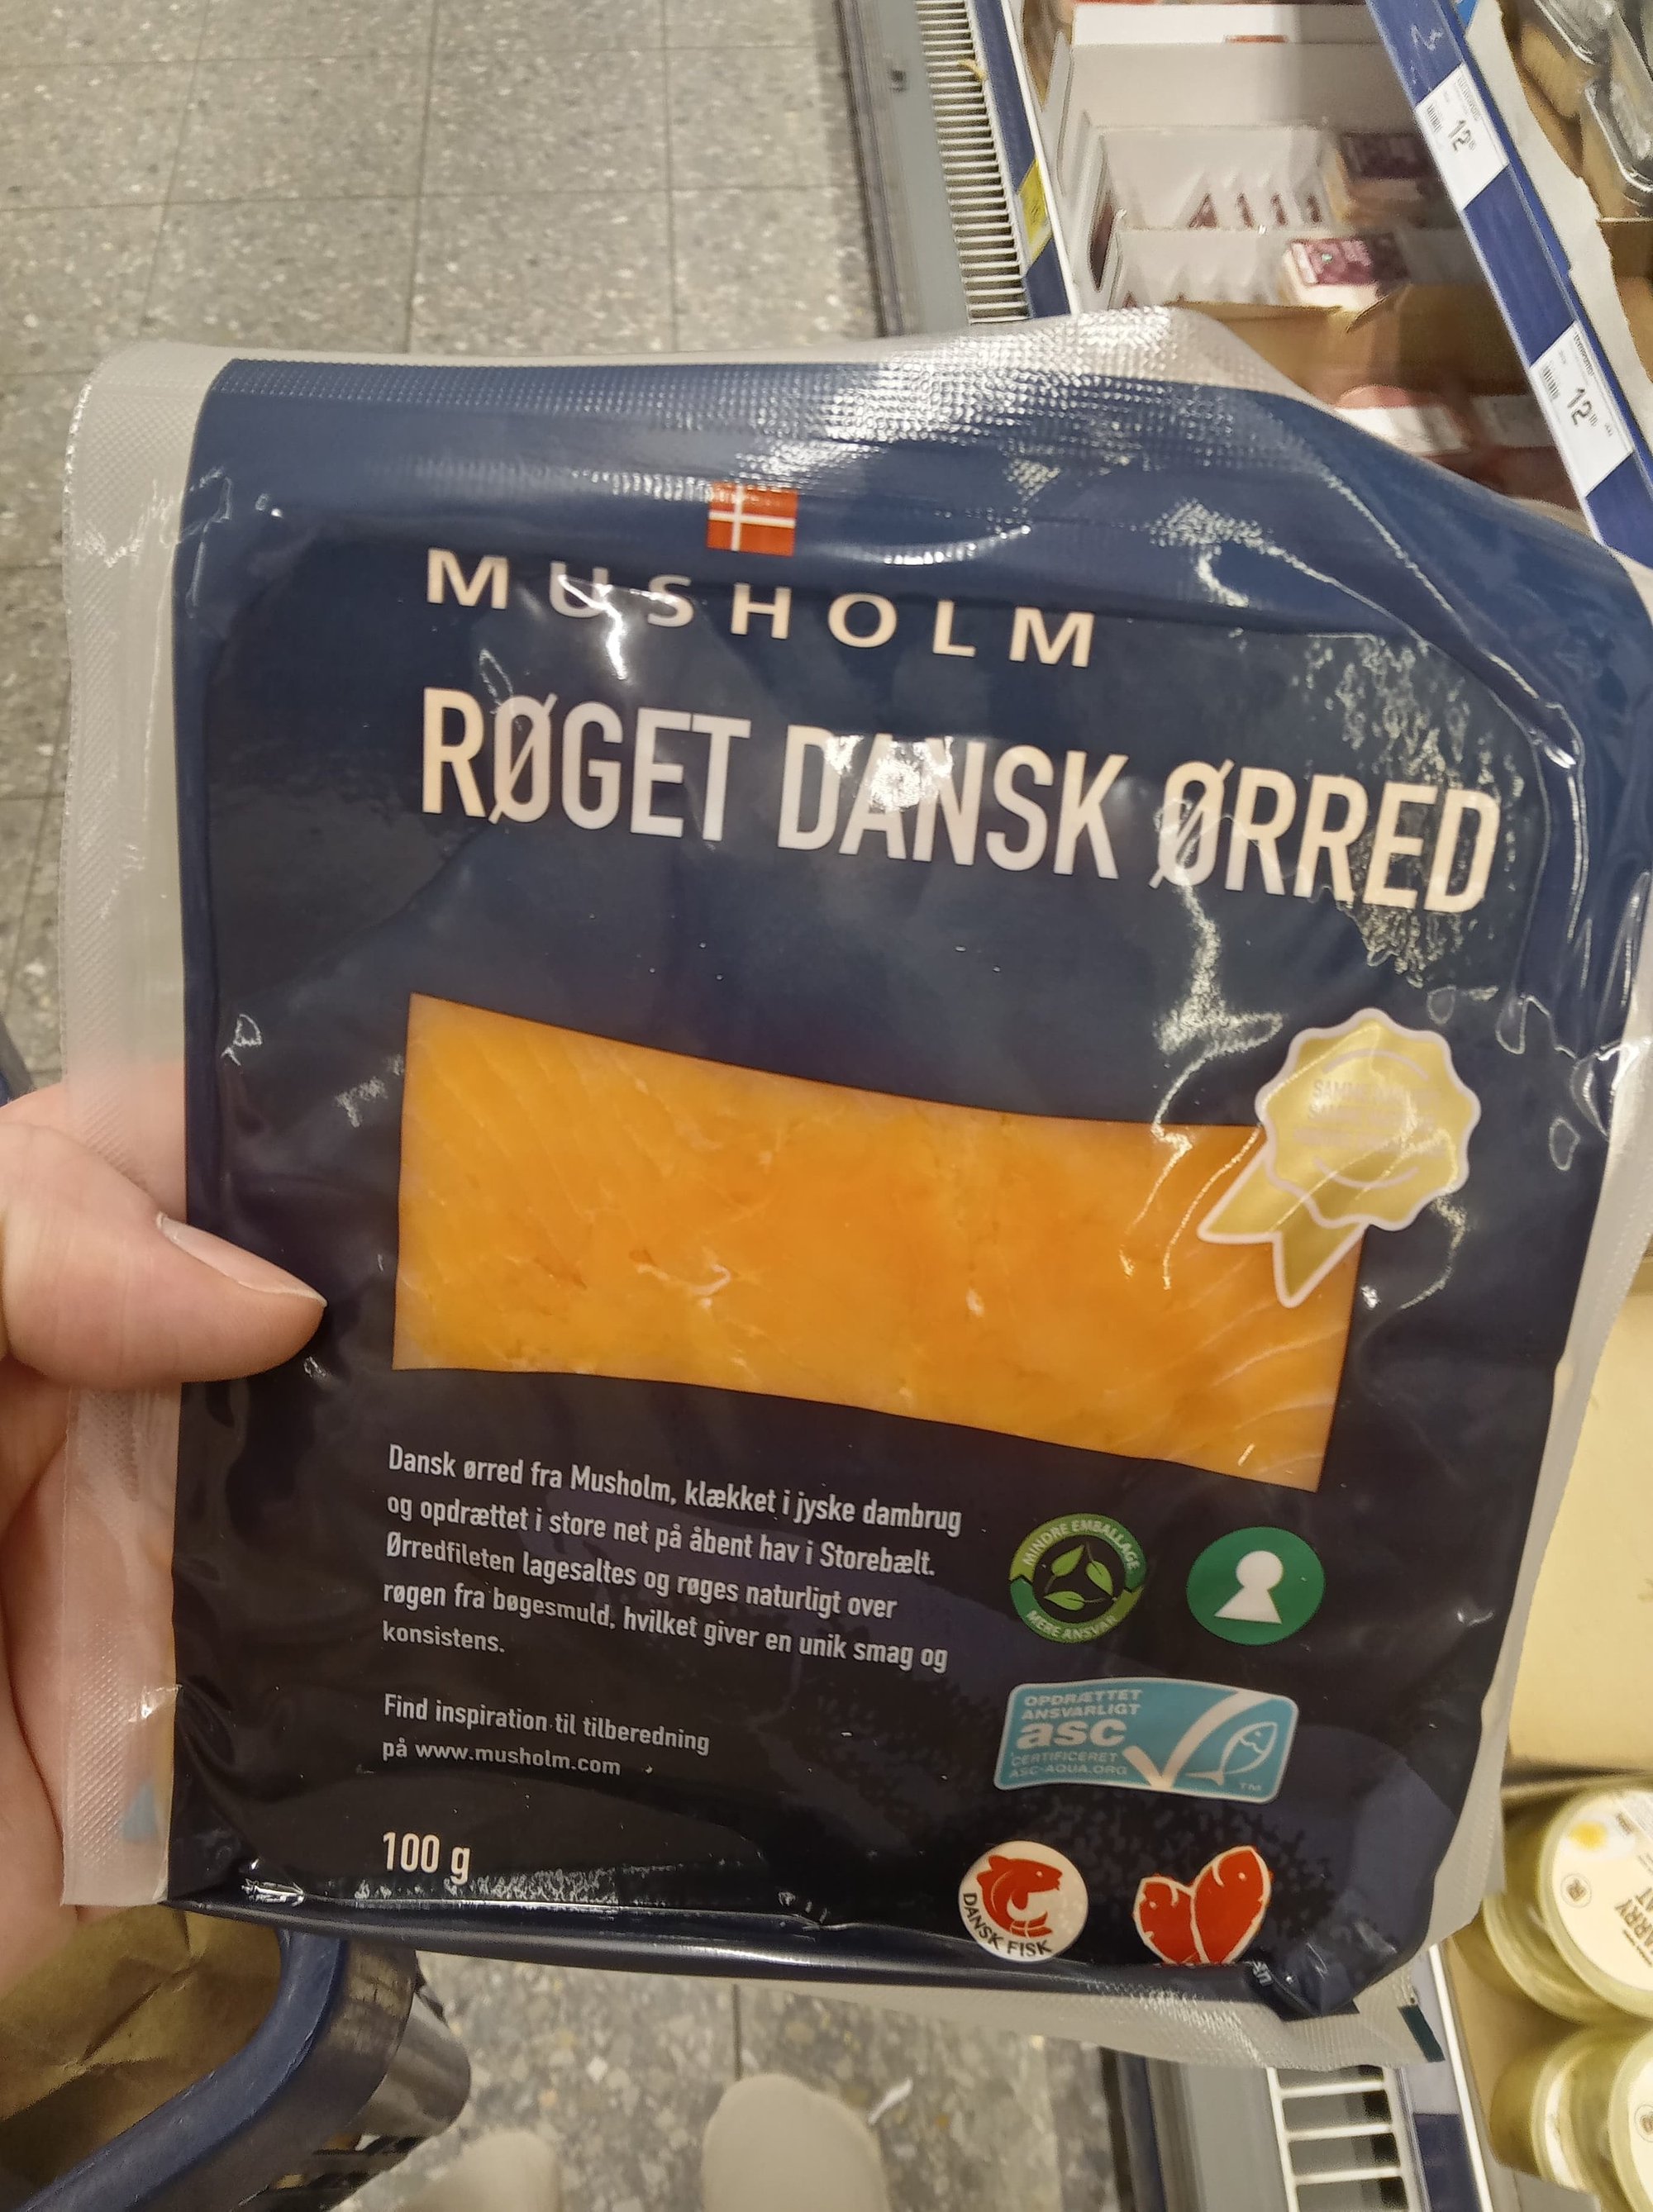 MUSHOLM
RØGET DANSK ØRRED
Dansk ørred fra Musholm, klækket i jyske dambrug
og opdrættet i store net på åbent hav i Storebælt.
Ørredfileten lagesaltes og røges naturligt over
røgen fra bøgesmuld, hvilket giver en unik smag og
konsistens.
MINDRE EMBALLAGE
MERE ANSVAR
Find inspiration til tilberedning
på www.musholm.com
OPDRÆTTET
ANSVARLIGT
asc
CERTIFICERET
ASC-AQUA.ORG
TM
100 g
DANSK FISK
12
12